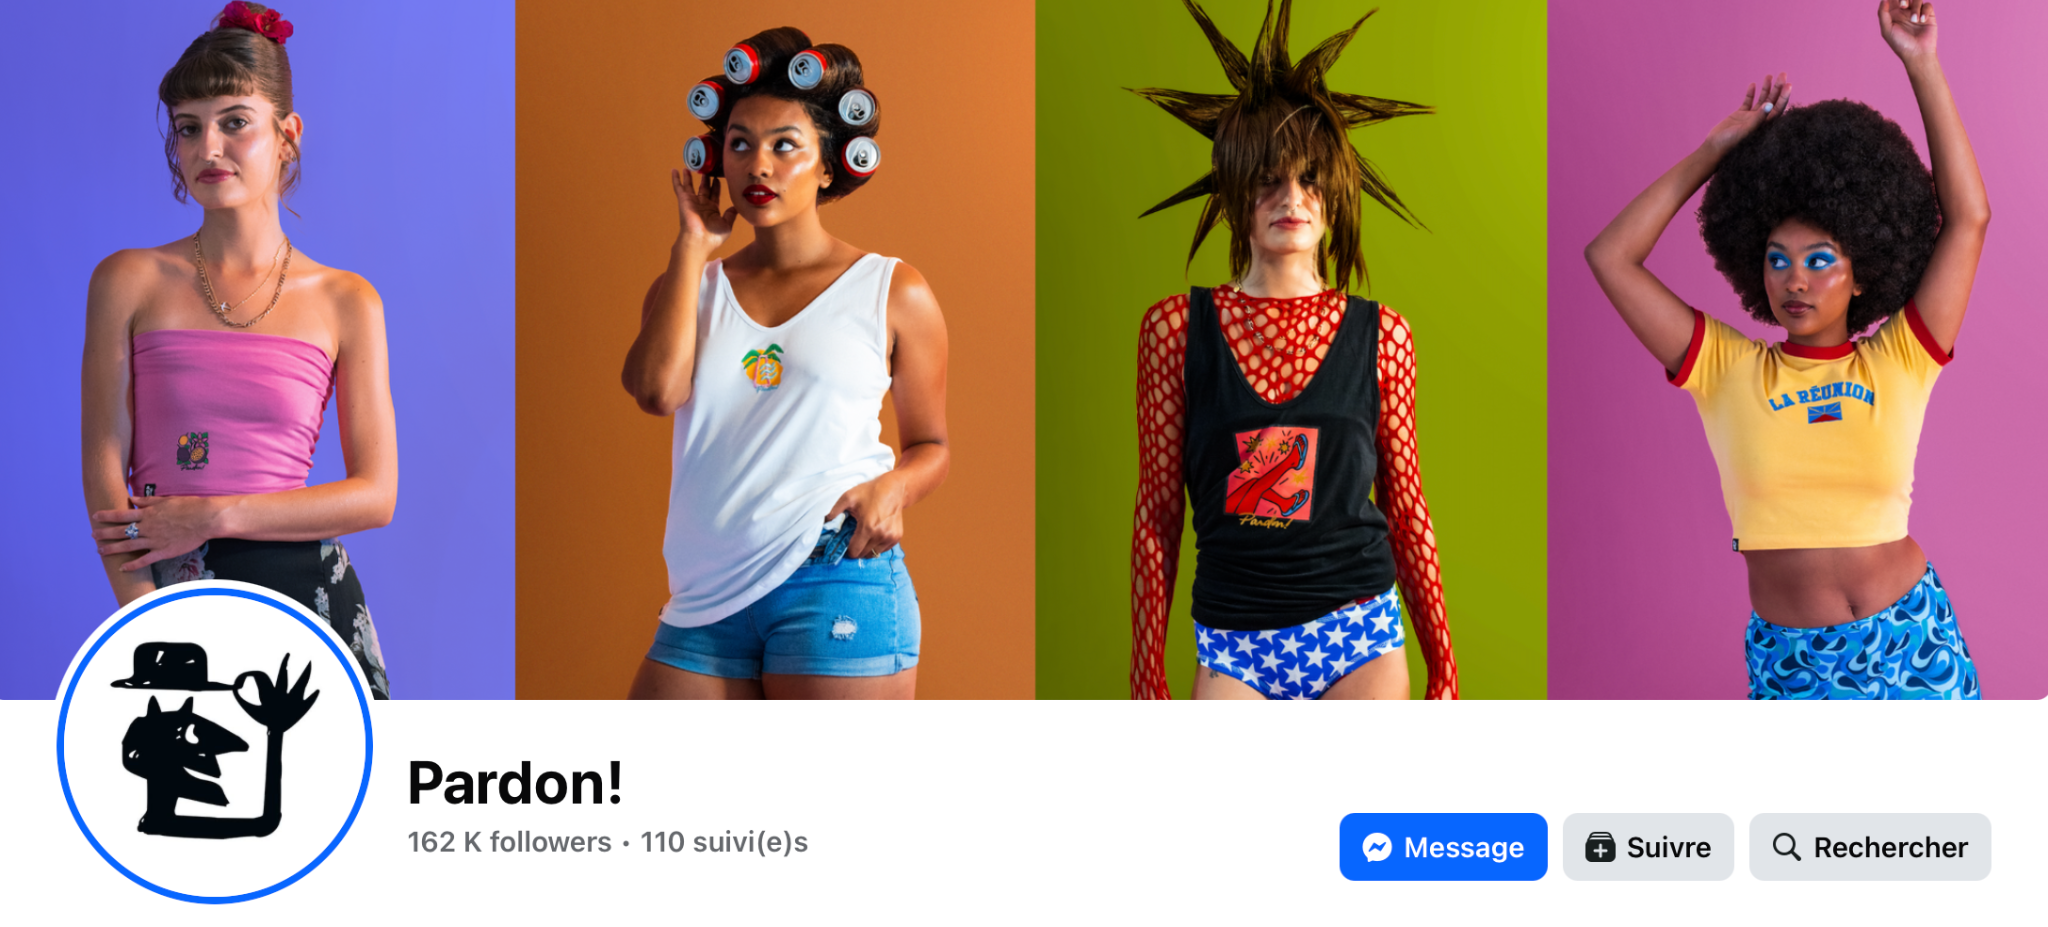 LA RÉUNION
Pardon!
Pardon!
162 K followers · 110 suivi(e)s
Message
Suivre
Rechercher